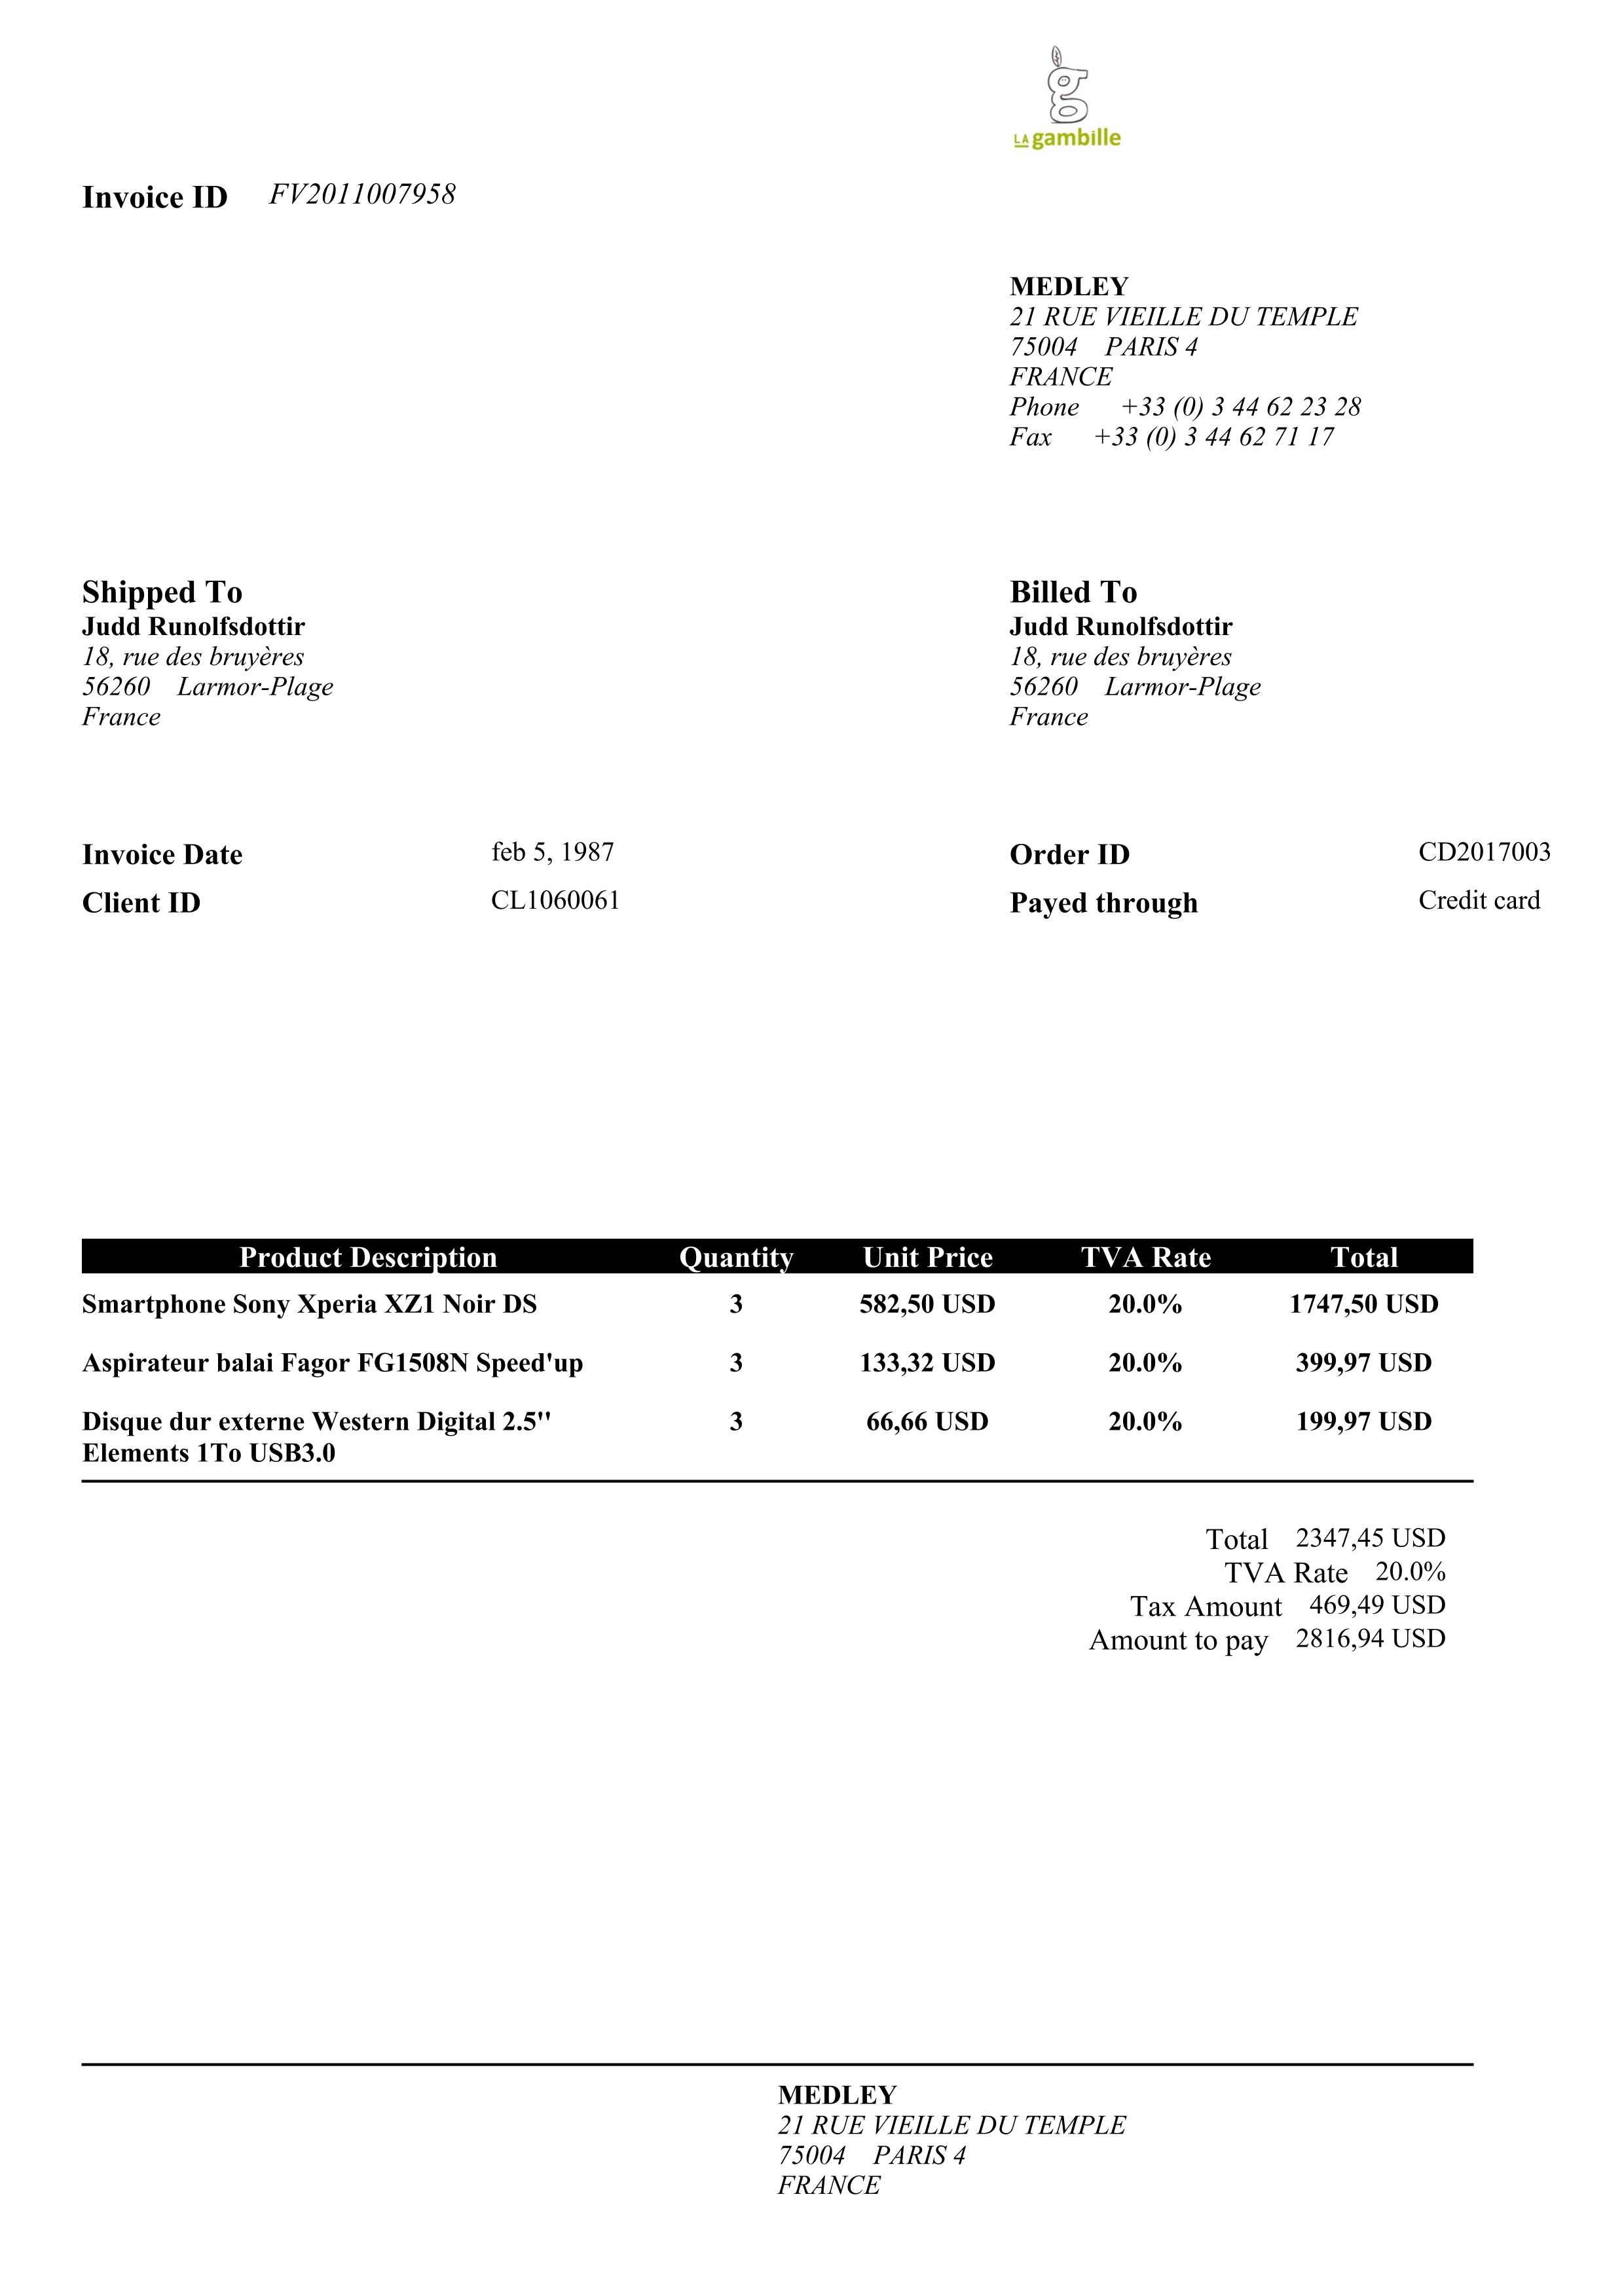 LA gambille
Invoice ID FV2011007958
MEDLEY
21 RUE VIEILLE DU TEMPLE
75004 PARIS 4
FRANCE
Phone +33 (0) 3 44 62 23 28
Fax +33 (0) 3 44 62 71 17
Shipped To
Judd Runolfsdottir
18, rue des bruyères
56260 Larmor-Plage
France
Billed To
Judd Runolfsdottir
18, rue des bruyères
56260 Larmor-Plage
France
Invoice Date feb 5, 1987 Order ID CD2017003
Client ID CL1060061 Payed through Credit card
Product Description Quantity Unit Price TVA Rate Total
Smartphone Sony Xperia XZ1 Noir DS 3 582,50 USD 20.0% 1747,50 USD
Aspirateur balai Fagor FG1508N Speed'up 3 133,32 USD 20.0% 399,97 USD
Disque dur externe Western Digital 2.5'' 3 66,66 USD 20.0% 199,97 USD
Elements 1To USB3.0
Total 2347,45 USD
TVA Rate 20.0%
Tax Amount 469,49 USD
Amount to pay 2816,94 USD
MEDLEY
21 RUE VIEILLE DU TEMPLE
75004 PARIS 4
FRANCE